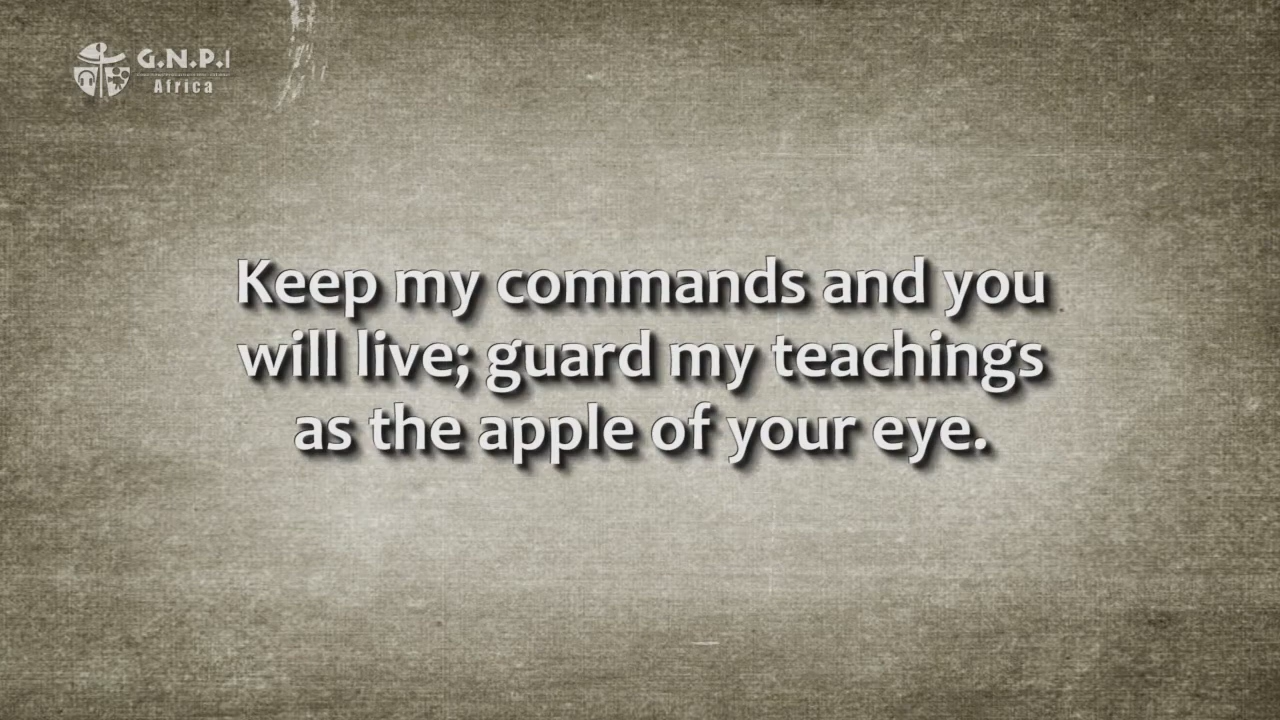 G.N.P.I
Africa
Keep my commands and you
will live; guard my teachings
as the apple of your eye.